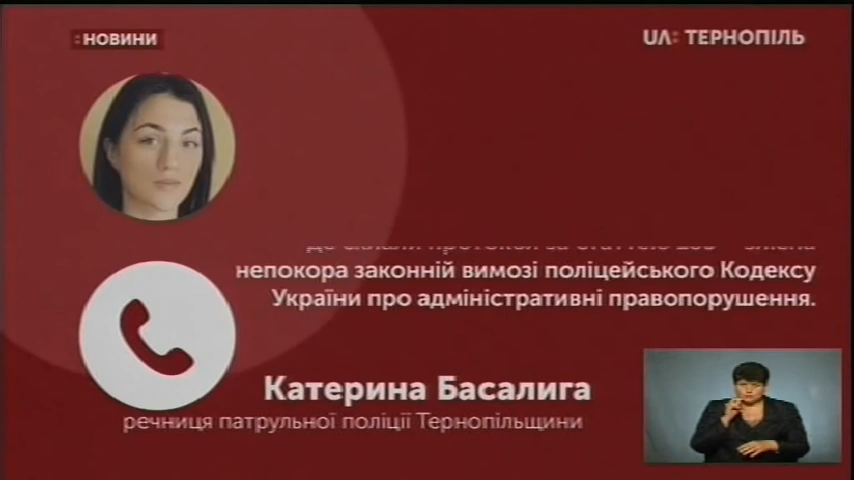 :НОВИНИ
UA: ТЕРНОПІЛЬ
непокора законній вимозі поліцейського Кодексу
України про адміністративні правопорушення.
Катерина Басалига
речниця патрульної поліції Тернопільщини